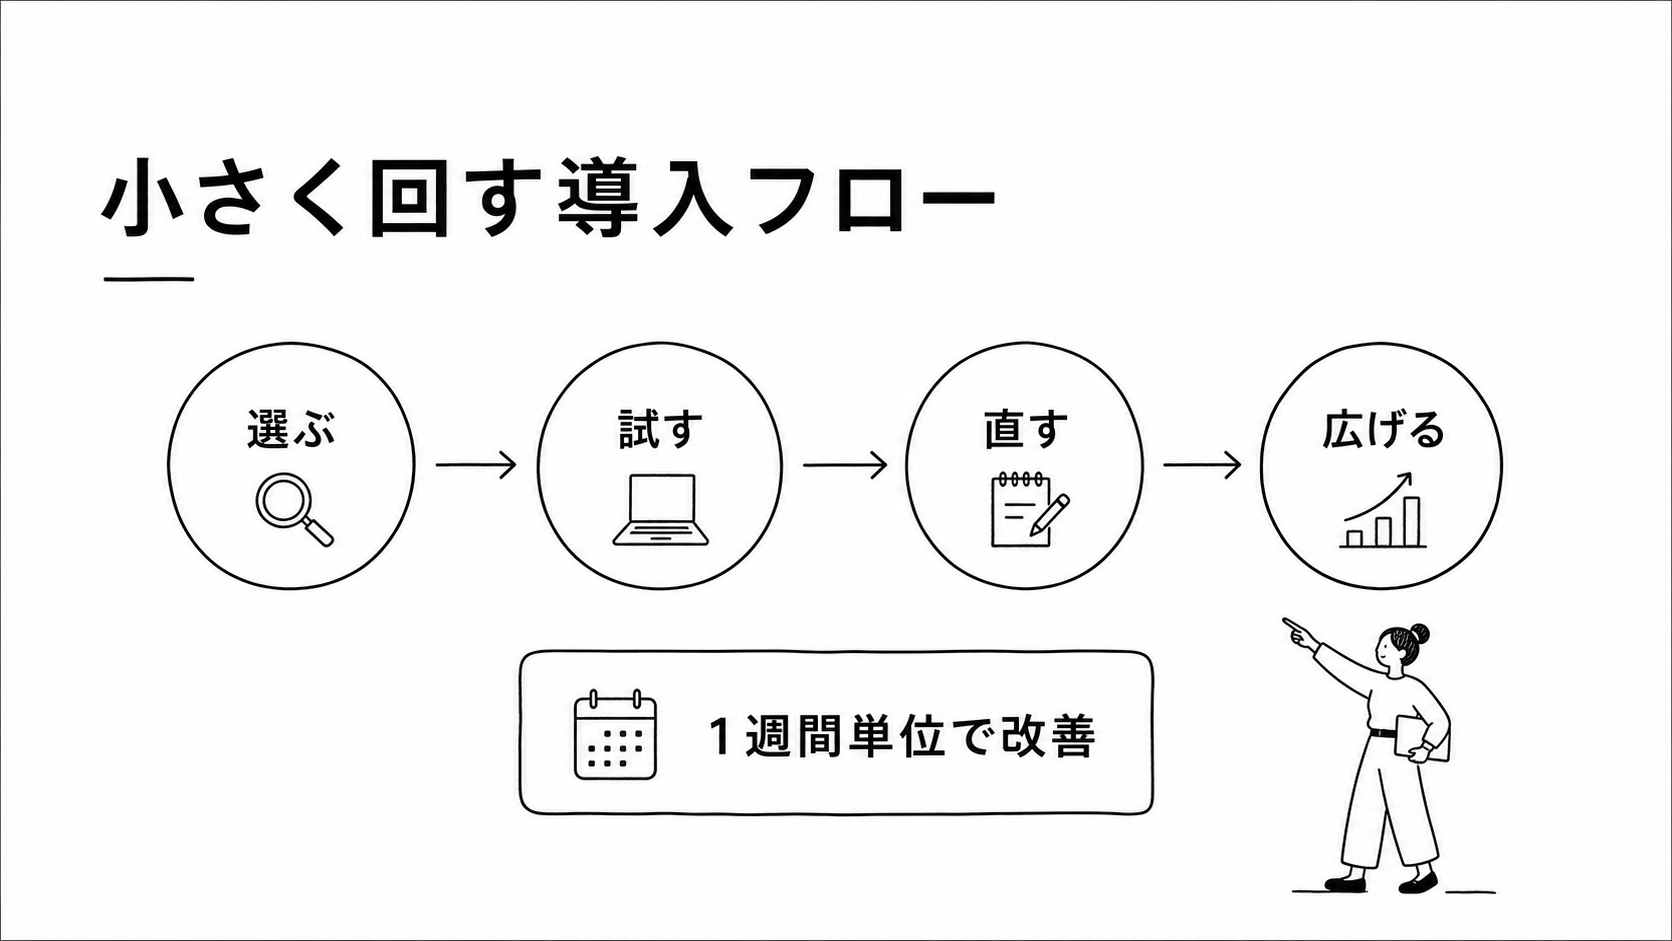 小さく回す導入フロー
選ぶ
試す
直す
広げる
1週間単位で改善